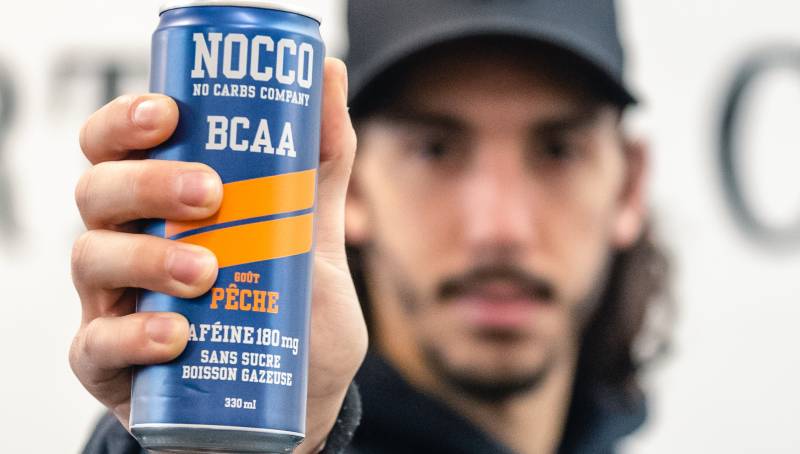 NOCCO
NO CARBS COMPANY
BCAA
GOÛT
PÊCHE
AFÉINE 180 mg
SANS SUCRE
BOISSON GAZEUSE
330 ml